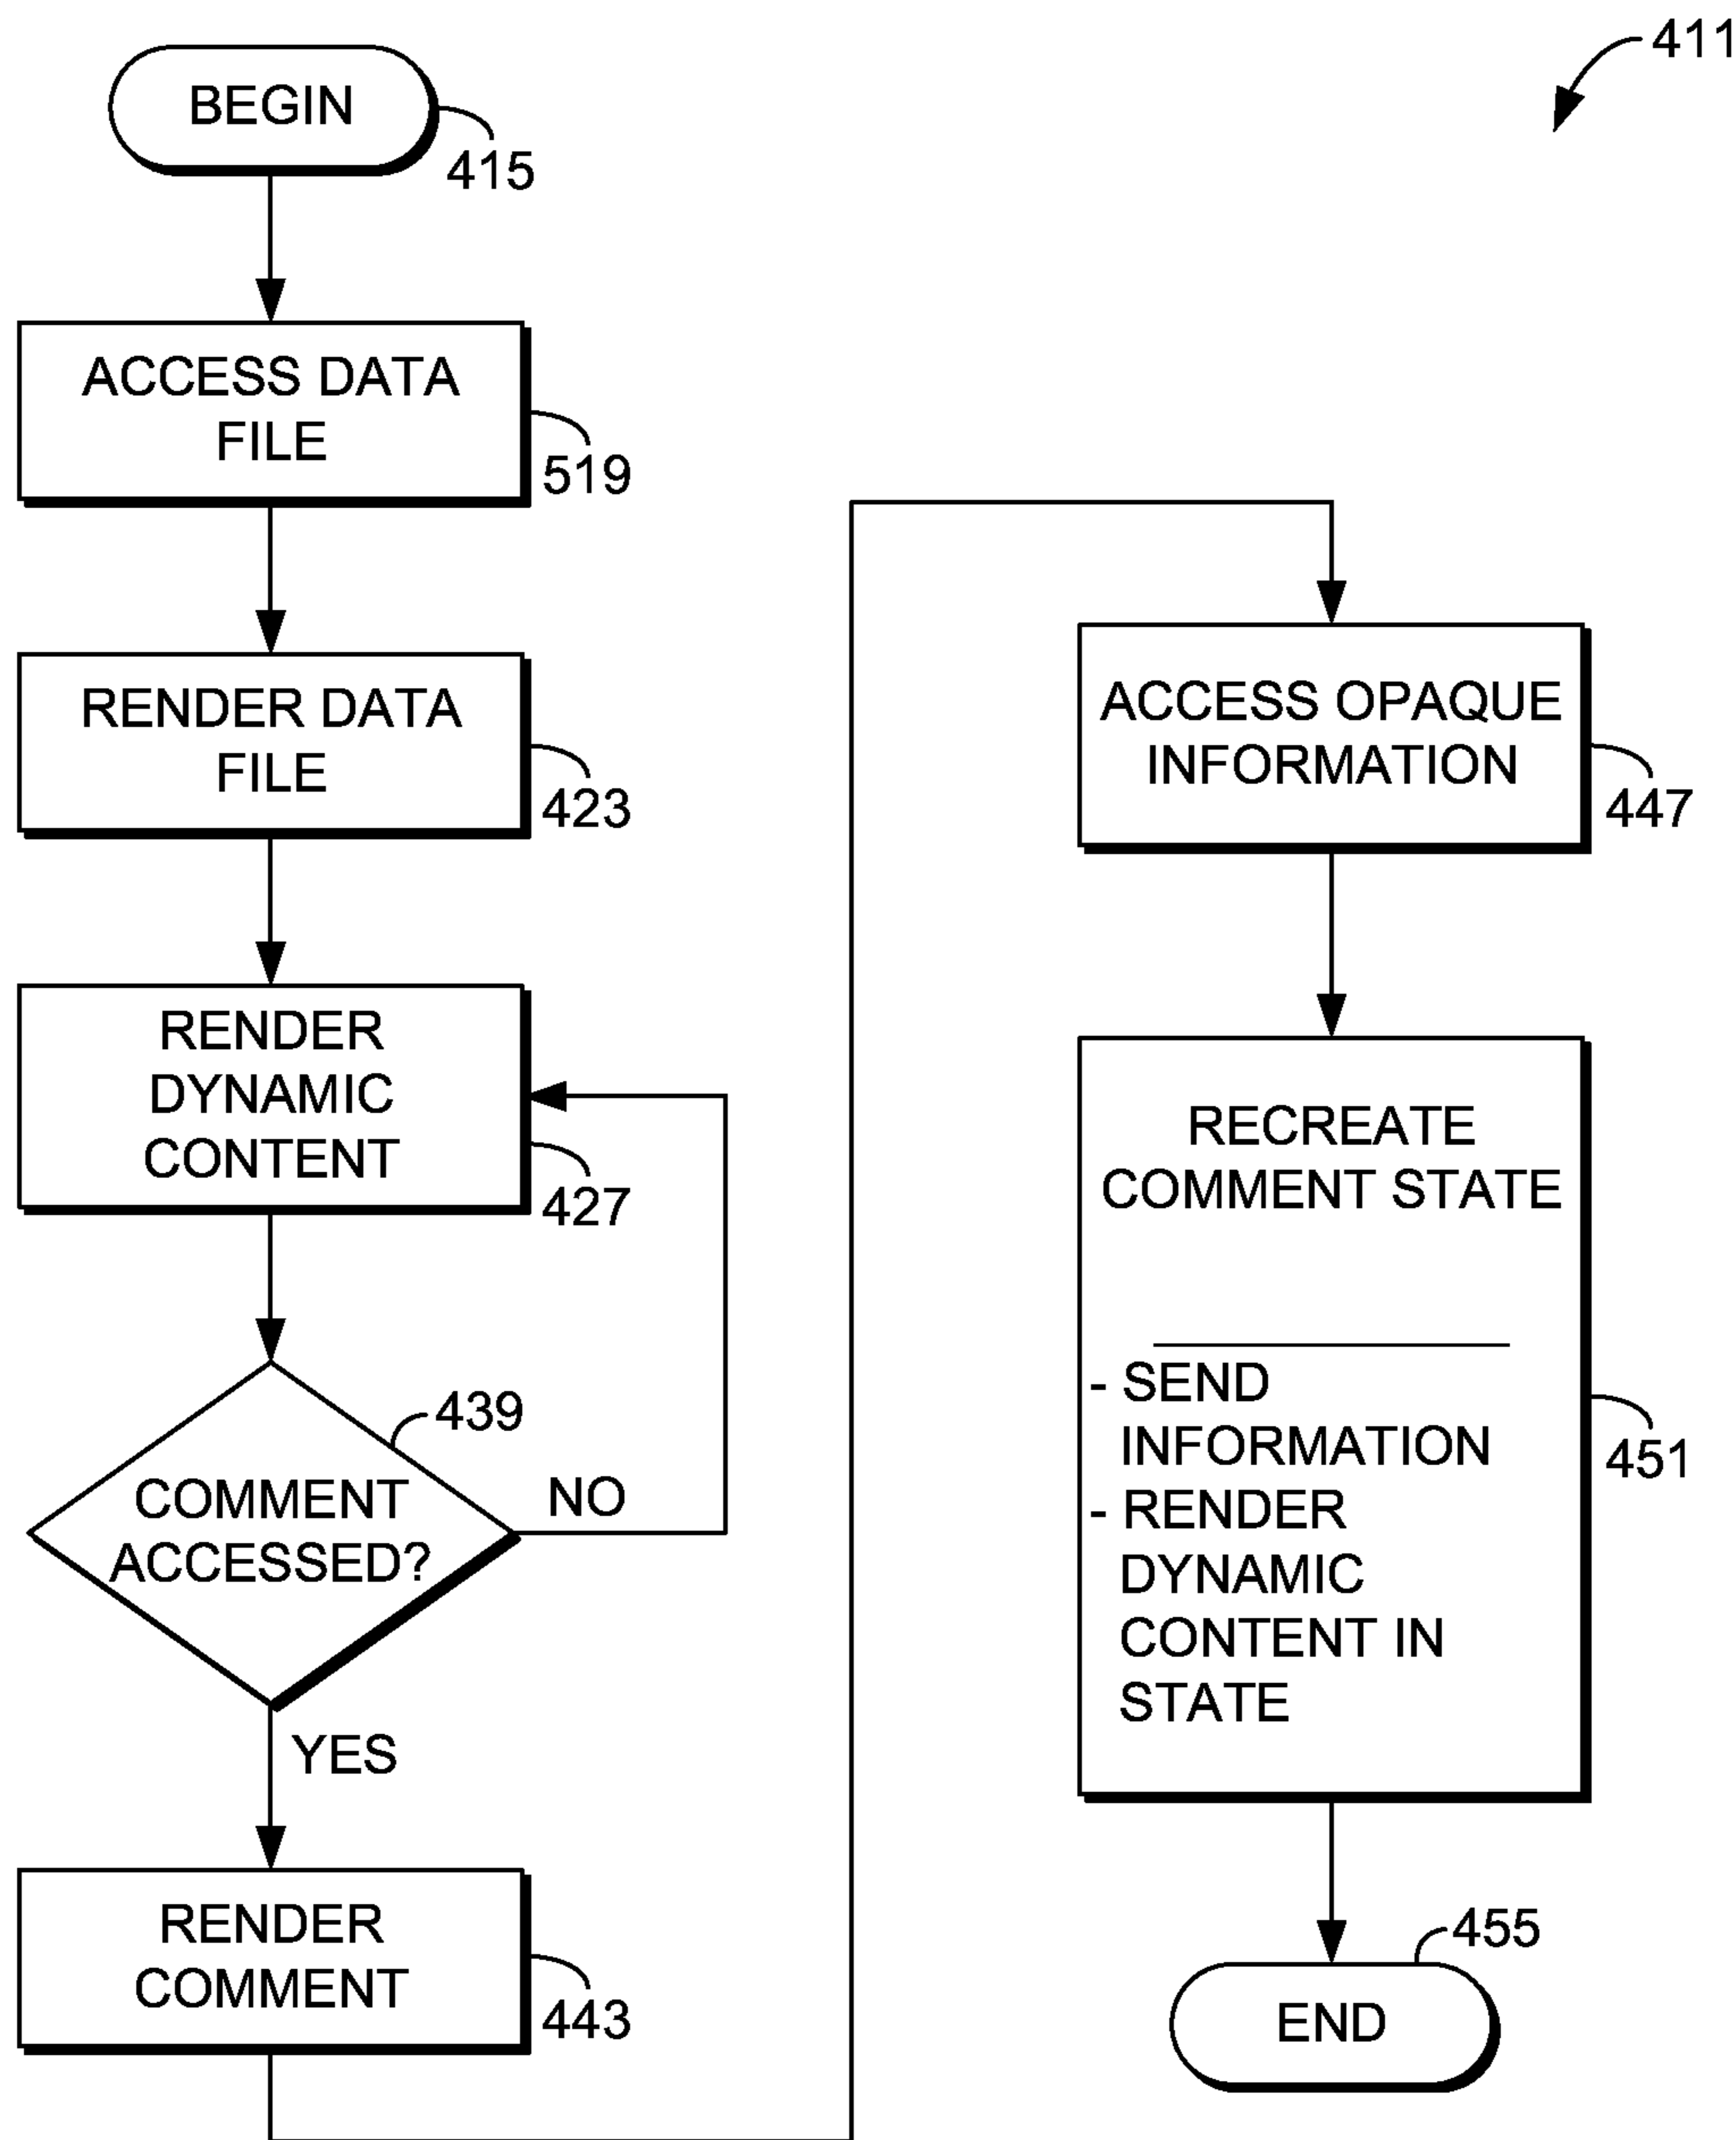 411
BEGIN
415
ACCESS DATA
FILE
519
RENDER DATA
FILE
423
RENDER
DYNAMIC
CONTENT
427
439
COMMENT
ACCESSED?
NO
YES
RENDER
COMMENT
443
ACCESS OPAQUE
INFORMATION
447
RECREATE
COMMENT STATE
- SEND
INFORMATION
- RENDER
DYNAMIC
CONTENT IN
STATE
451
455
END